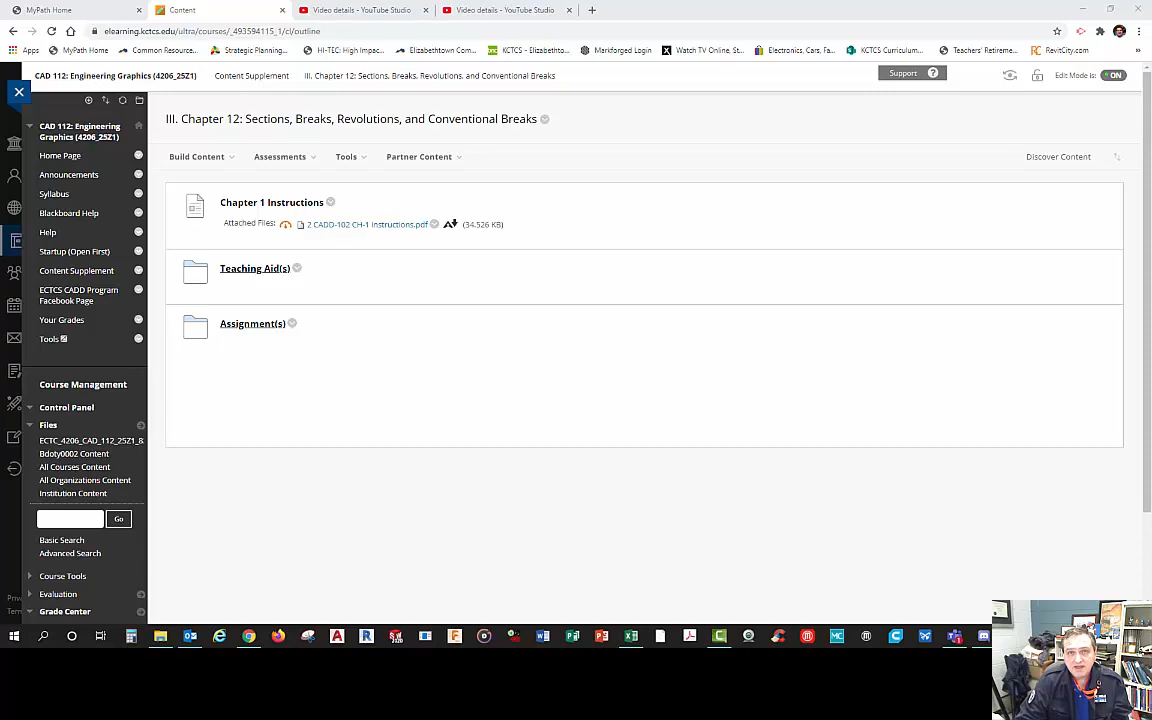 MyPath Home
Content
Video details - YouTube Studio
Video details - YouTube Studio
elearning.kctcs.edu/ultra/courses/_493594115_1/cl/outline
Apps
MyPath Home
Common Resource...
Strategic Planning...
HI-TEC: High Impac...
Elizabethtown Com...
KCTCS - Elizabethto...
Markforged Login
Watch TV Online, St...
Electronics, Cars, Fa...
KCTCS Curriculum...
Teachers' Retireme...
RevitCity.com
CAD 112: Engineering Graphics (4206_25Z1)
Content Supplement
III. Chapter 12: Sections, Breaks, Revolutions, and Conventional Breaks
Support ?
Edit Mode is:
ON
CAD 112: Engineering
Graphics (4206_25Z1)
Home Page
Announcements
Syllabus
Blackboard Help
Help
Startup (Open First)
Content Supplement
ECTCS CADD Program
Facebook Page
Your Grades
Tools
Course Management
Control Panel
Files
ECTC_4206_CAD_112_25Z1_8
Bdoty0002 Content
All Courses Content
All Organizations Content
Institution Content
Go
Basic Search
Advanced Search
Course Tools
Evaluation
Grade Center
III. Chapter 12: Sections, Breaks, Revolutions, and Conventional Breaks
Build Content
Assessments
Tools
Partner Content
Discover Content
Chapter 1 Instructions
Attached Files:
2 CADD-102 CH-1 Instructions.pdf
(34.526 KB)
Teaching Aid(s)
Assignment(s)
Priv
Term